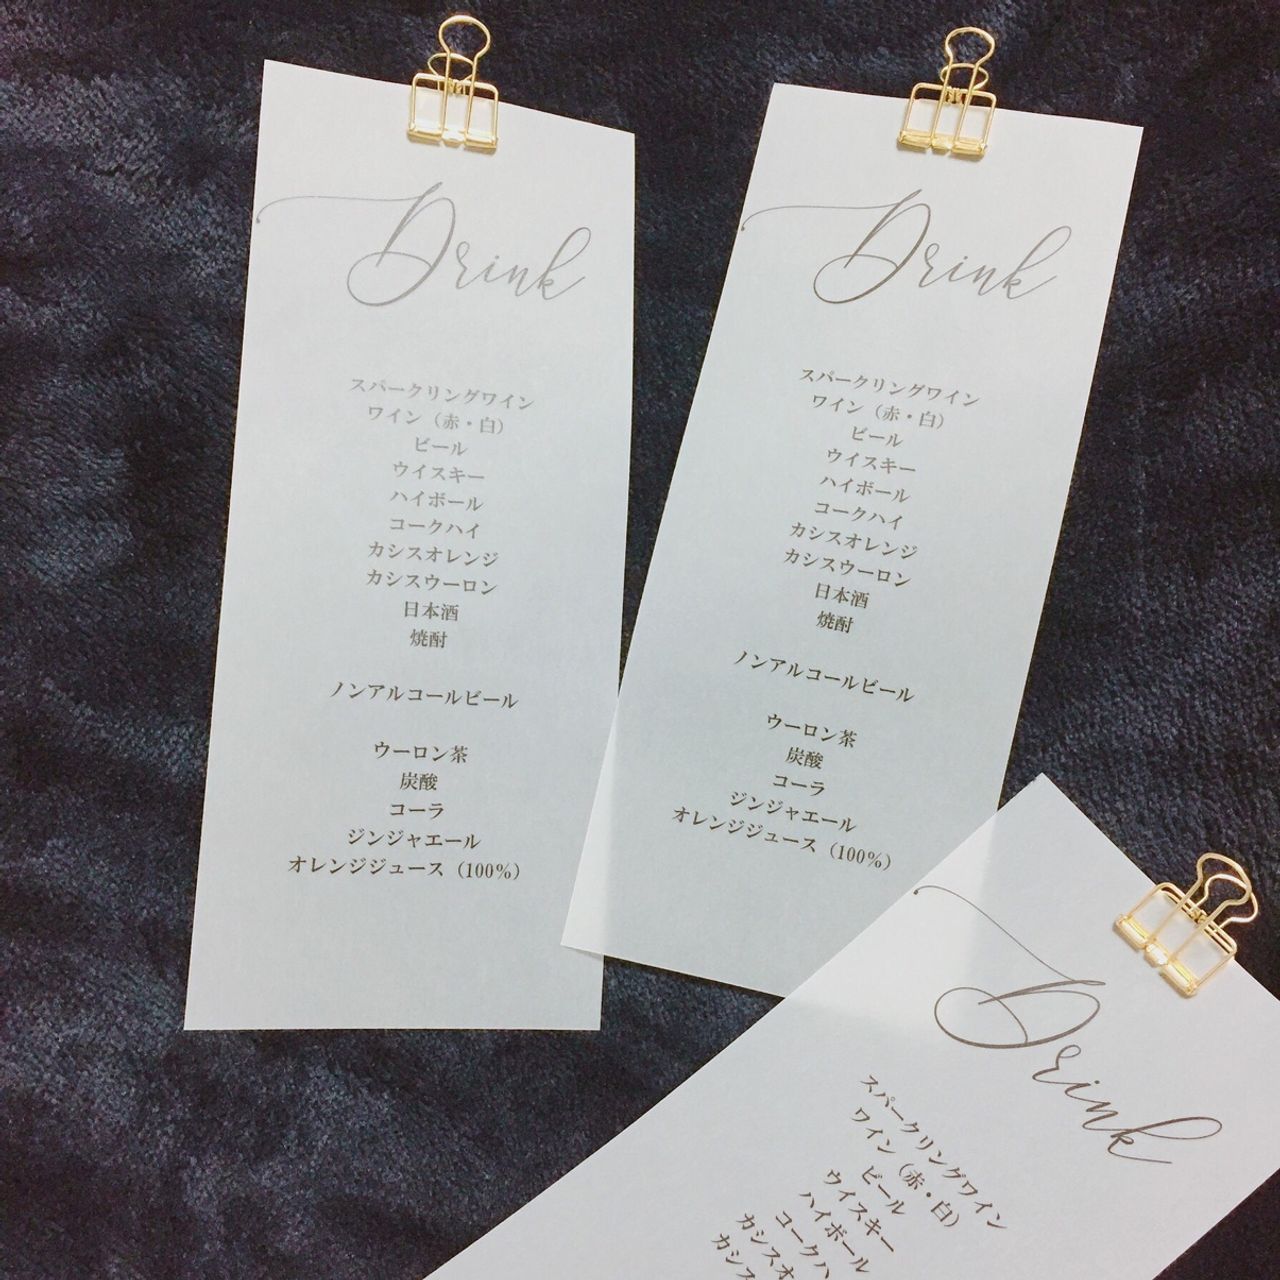 Drink
スパークリングワイン
ワイン（赤・白）
ビール
ウイスキー
ハイボール
コークハイ
カシスオレンジ
カシスウーロン
日本酒
焼酎
ノンアルコールビール
ウーロン茶
炭酸
コーラ
ジンジャエール
オレンジジュース（100％）
Drink
スパークリングワイン
ワイン（赤・白）
ビール
ウイスキー
ハイボール
コークハイ
カシスオレンジ
カシスウーロン
日本酒
焼酎
ノンアルコールビール
ウーロン茶
炭酸
コーラ
ジンジャエール
オレンジジュース（100％）
Drink
スパークリングワイン
ワイン（赤・白）
ビール
ウイスキー
ハイボール
コークハ
カシスオ
カシ